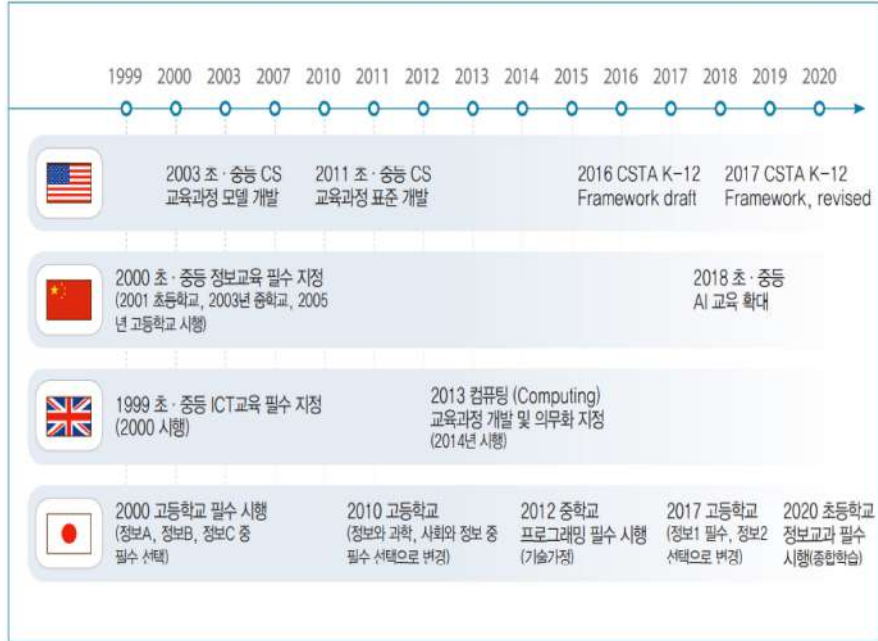 1999 2000 2003 2007 2010 2011 2012 2013 2014 2015 2016 2017 2018 2019 2020
2003 초·중등 CS
교육과정 모델 개발
2011 초·중등 CS
교육과정 표준 개발
2016 CSTA K-12
Framework draft
2017 CSTA K-12
Framework, revised
2000 초·중등 정보교육 필수 지정
(2001 초등학교, 2003년 중학교, 2005
년 고등학교 시행)
2018 초·중등
AI 교육 확대
1999 초·중등 ICT교육 필수 지정
(2000 시행)
2013 컴퓨팅 (Computing)
교육과정 개발 및 의무화 지정
(2014년 시행)
2000 고등학교 필수 시행
(정보A, 정보B, 정보C 중
필수 선택)
2010 고등학교
(정보와 과학, 사회와 정보 중
필수 선택으로 변경)
2012 중학교
프로그래밍 필수 시행
(기술가정)
2017 고등학교
(정보1 필수, 정보2
선택으로 변경)
2020 초등학교
정보교과 필수
시행(종합학습)